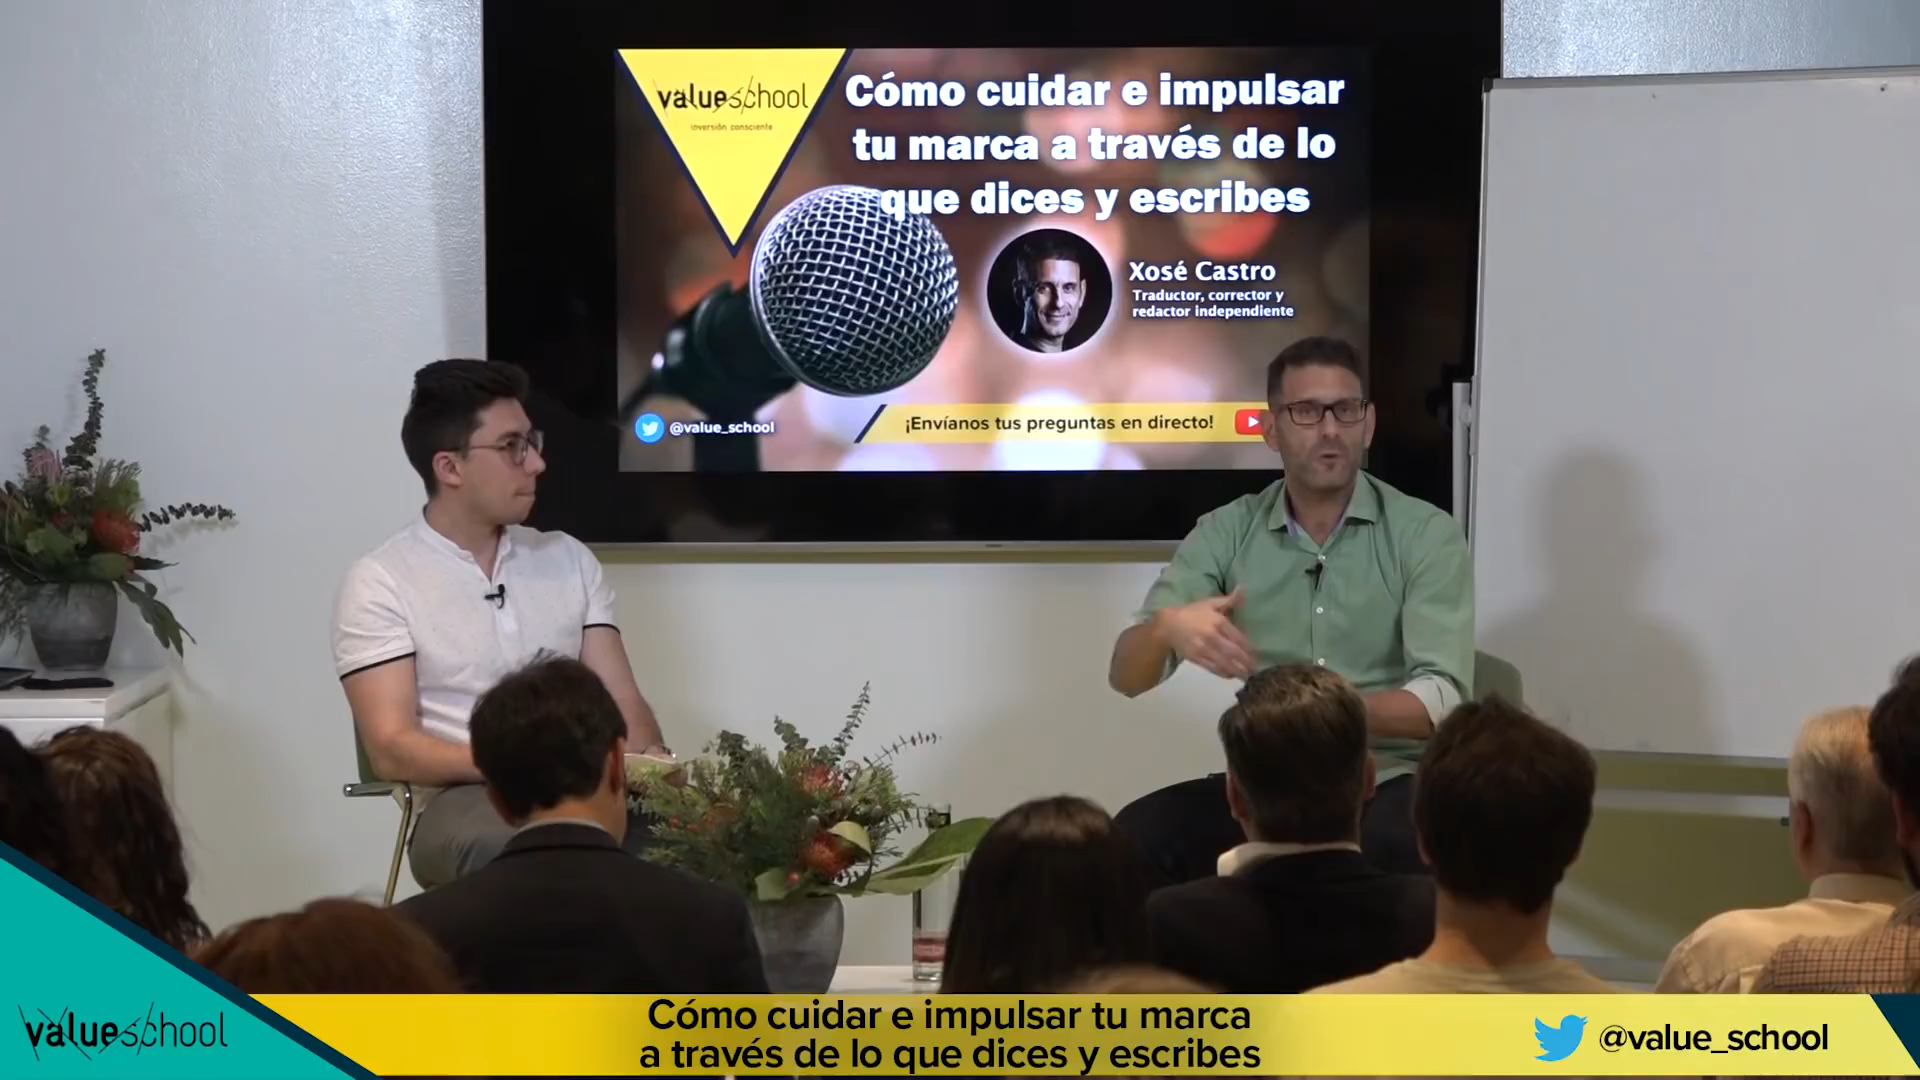 valueschool
inversión consciente
Cómo cuidar e impulsar
tu marca a través de lo
que dices y escribes
Xosé Castro
Traductor, corrector y
redactor independiente
@value_school
¡Envíanos tus preguntas en directo!
valueschool
Cómo cuidar e impulsar tu marca
a través de lo que dices y escribes
@value_school